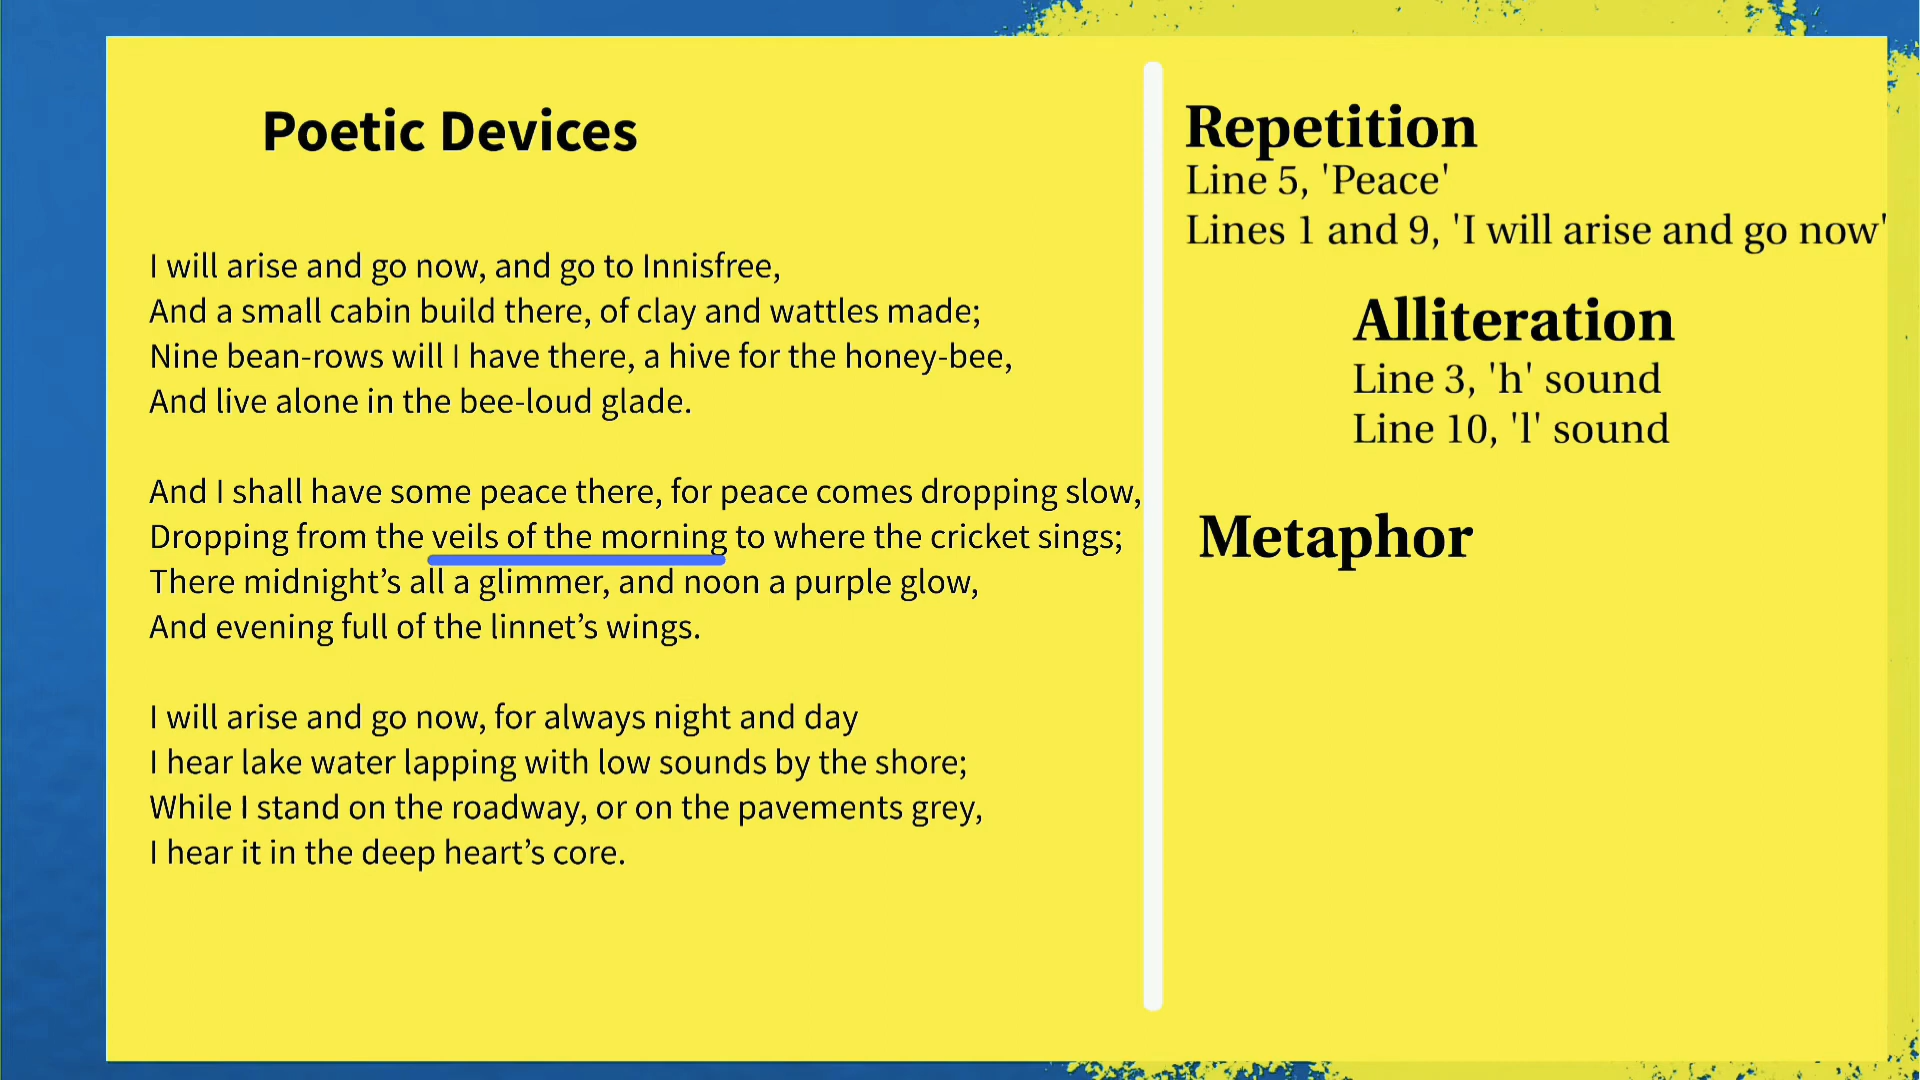 Poetic Devices
I will arise and go now, and go to Innisfree,
And a small cabin build there, of clay and wattles made;
Nine bean-rows will I have there, a hive for the honey-bee,
And live alone in the bee-loud glade.
And I shall have some peace there, for peace comes dropping slow,
Dropping from the veils of the morning to where the cricket sings;
There midnight’s all a glimmer, and noon a purple glow,
And evening full of the linnet’s wings.
I will arise and go now, for always night and day
I hear lake water lapping with low sounds by the shore;
While I stand on the roadway, or on the pavements grey,
I hear it in the deep heart’s core.
Repetition
Line 5, 'Peace'
Lines 1 and 9, 'I will arise and go now'
Alliteration
Line 3, 'h' sound
Line 10, 'l' sound
Metaphor